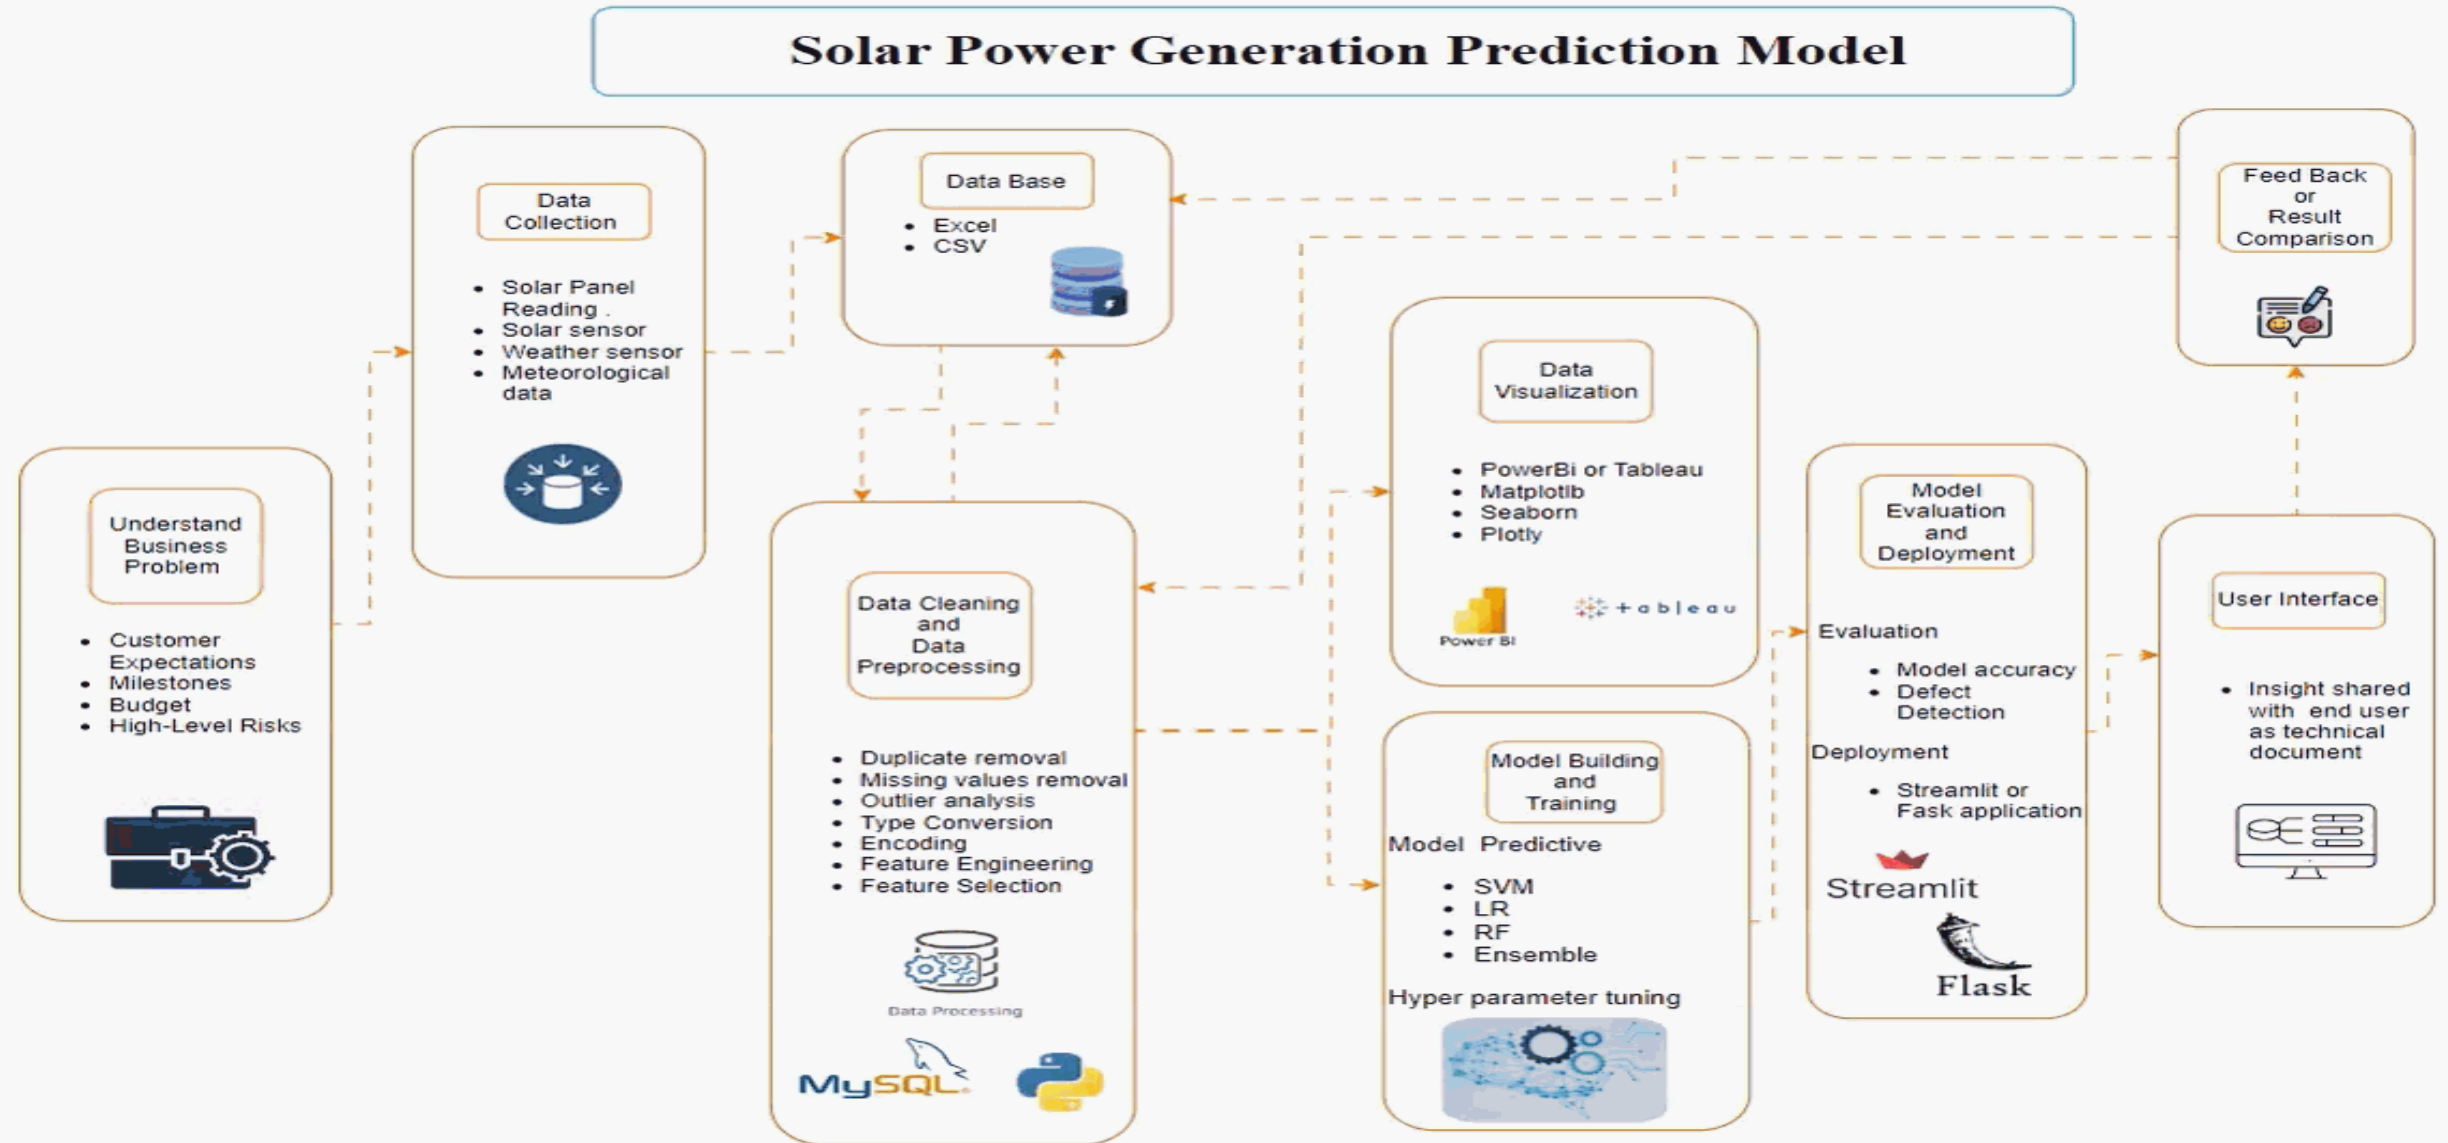 Solar Power Generation Prediction Model
Understand
Business
Problem
Customer
Expectations
Milestones
Budget
High-Level Risks
Data
Collection
Solar Panel
Reading .
Solar sensor
Weather sensor
Meteorological
data
Data Base
Excel
CSV
Data Cleaning
and
Data
Preprocessing
Duplicate removal
Missing values removal
Outlier analysis
Type Conversion
Encoding
Feature Engineering
Feature Selection
Data Processing
MySQL
Data
Visualization
PowerBi or Tableau
Matplotlib
Seaborn
Plotly
Power BI
tableau
Model Building
and
Training
Model Predictive
SVM
LR
RF
Ensemble
Hyper parameter tuning
Model
Evaluation
and
Deployment
Evaluation
Model accuracy
Defect
Detection
Deployment
Streamlit or
Fask application
Streamlit
Flask
User Interface
Insight shared
with end user
as technical
document
Feed Back
or
Result
Comparison